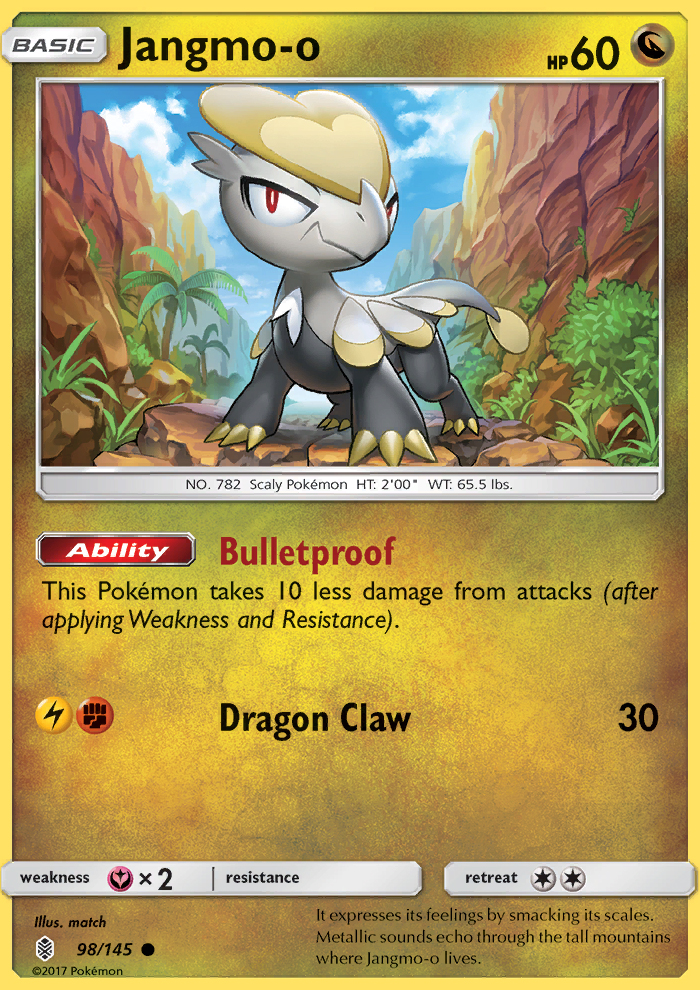 BASIC
Jangmo-o
HP 60
NO. 782 Scaly Pokémon HT: 2'00" WT: 65.5 lbs.
Ability Bulletproof
This Pokémon takes 10 less damage from attacks (after
applying Weakness and Resistance).
Dragon Claw 30
weakness ×2 resistance retreat
Illus. match
98/145
©2017 Pokémon
It expresses its feelings by smacking its scales.
Metallic sounds echo through the tall mountains
where Jangmo-o lives.